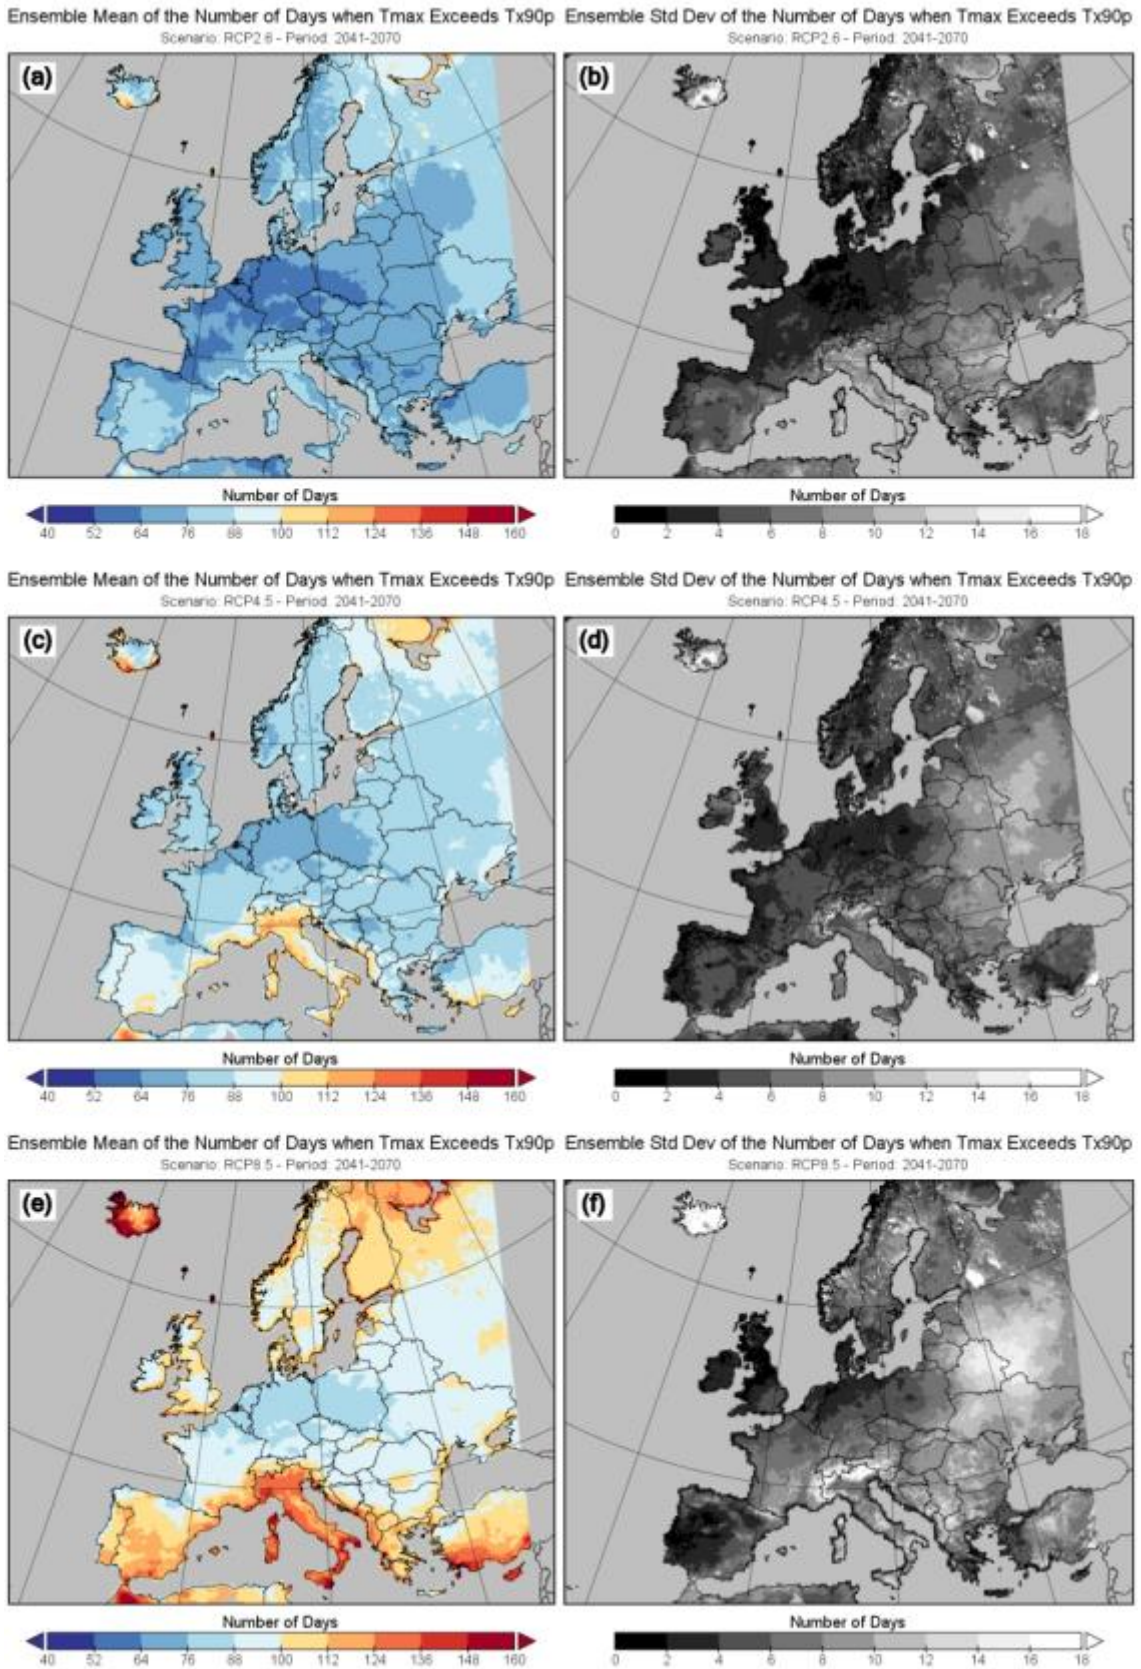 Ensemble Mean of the Number of Days when Tmax Exceeds Tx90p
Scenario: RCP2.6 - Period: 2041-2070
(a)
Number of Days
40 52 64 76 88 100 112 124 136 148 160
Ensemble Std Dev of the Number of Days when Tmax Exceeds Tx90p
Scenario: RCP2.6 - Period: 2041-2070
(b)
Number of Days
0 2 4 6 8 10 12 14 16 18
Ensemble Mean of the Number of Days when Tmax Exceeds Tx90p
Scenario: RCP4.5 - Period: 2041-2070
(c)
Number of Days
40 52 64 76 88 100 112 124 136 148 160
Ensemble Std Dev of the Number of Days when Tmax Exceeds Tx90p
Scenario: RCP4.5 - Period: 2041-2070
(d)
Number of Days
0 2 4 6 8 10 12 14 16 18
Ensemble Mean of the Number of Days when Tmax Exceeds Tx90p
Scenario: RCP8.5 - Period: 2041-2070
(e)
Number of Days
40 52 64 76 88 100 112 124 136 148 160
Ensemble Std Dev of the Number of Days when Tmax Exceeds Tx90p
Scenario: RCP8.5 - Period: 2041-2070
(f)
Number of Days
0 2 4 6 8 10 12 14 16 18